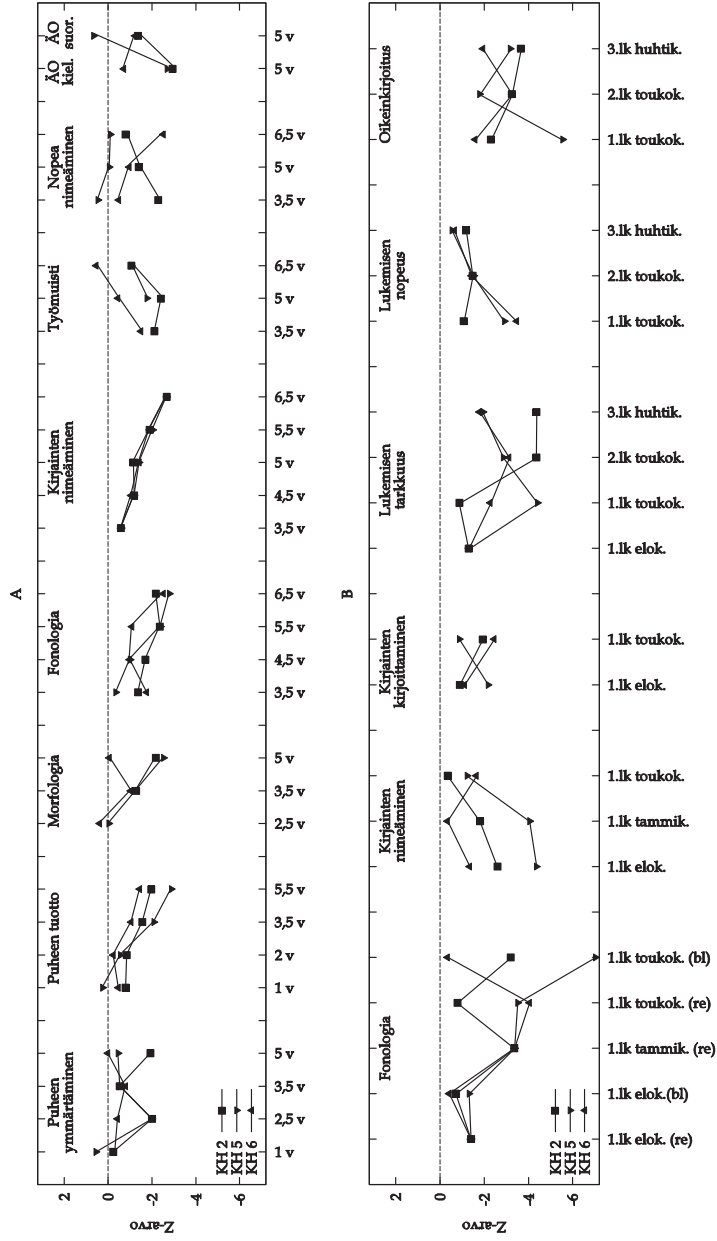 A
Puheen
ymmärtäminen
Puheen tuotto
Morfologia
Fonologia
Kirjainten
nimeäminen
Työmuisti
Nopea
nimeäminen
ÄO
kiel.
ÄO
suor.
2
0
-2
-4
-6
Z-arvo
KH 2
KH 5
KH 6
1 v
2,5 v
3,5 v
5 v
1 v
2 v
3,5 v
5,5 v
2,5 v
3,5 v
5 v
3,5 v
4,5 v
5,5 v
6,5 v
3,5 v
4,5 v
5 v
5,5 v
6,5 v
3,5 v
5 v
6,5 v
3,5 v
5 v
6,5 v
5 v
5 v
B
Fonologia
Kirjainten
nimeäminen
Kirjainten
kirjoittaminen
Lukemisen
tarkkuus
Lukemisen
nopeus
Oikeinkirjoitus
2
0
-2
-4
-6
Z-arvo
KH 2
KH 5
KH 6
1.lk elok. (re)
1.lk elok.(bl)
1.lk tammik. (re)
1.lk toukok. (re)
1.lk toukok. (bl)
1.lk elok.
1.lk tammik.
1.lk toukok.
1.lk elok.
1.lk toukok.
1.lk elok.
1.lk toukok.
2.lk toukok.
3.lk huhtik.
1.lk toukok.
2.lk toukok.
3.lk huhtik.
1.lk toukok.
2.lk toukok.
3.lk huhtik.